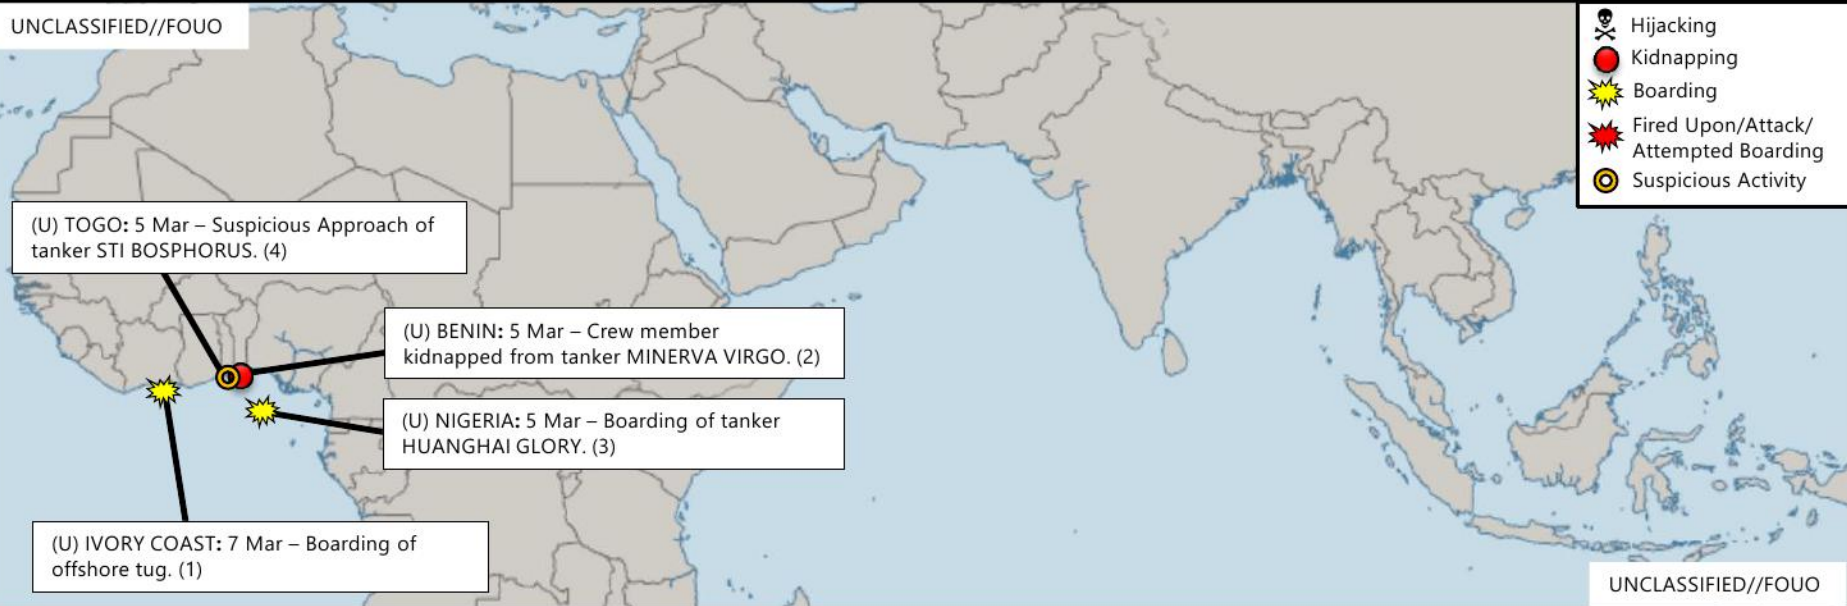 UNCLASSIFIED//FOUO
Hijacking
Kidnapping
Boarding
Fired Upon/Attack/
Attempted Boarding
Suspicious Activity
(U) TOGO: 5 Mar – Suspicious Approach of
tanker STI BOSPHORUS. (4)
(U) BENIN: 5 Mar – Crew member
kidnapped from tanker MINERVA VIRGO. (2)
(U) NIGERIA: 5 Mar – Boarding of tanker
HUANGHAI GLORY. (3)
(U) IVORY COAST: 7 Mar – Boarding of
offshore tug. (1)
UNCLASSIFIED//FOUO